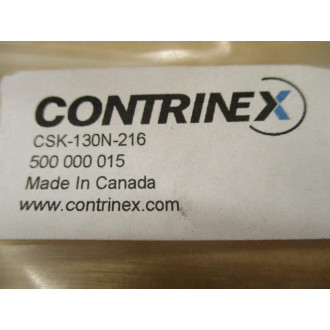 CONTRINEX
CSK-130N-216
500 000 015
Made In Canada
www.contrinex.com